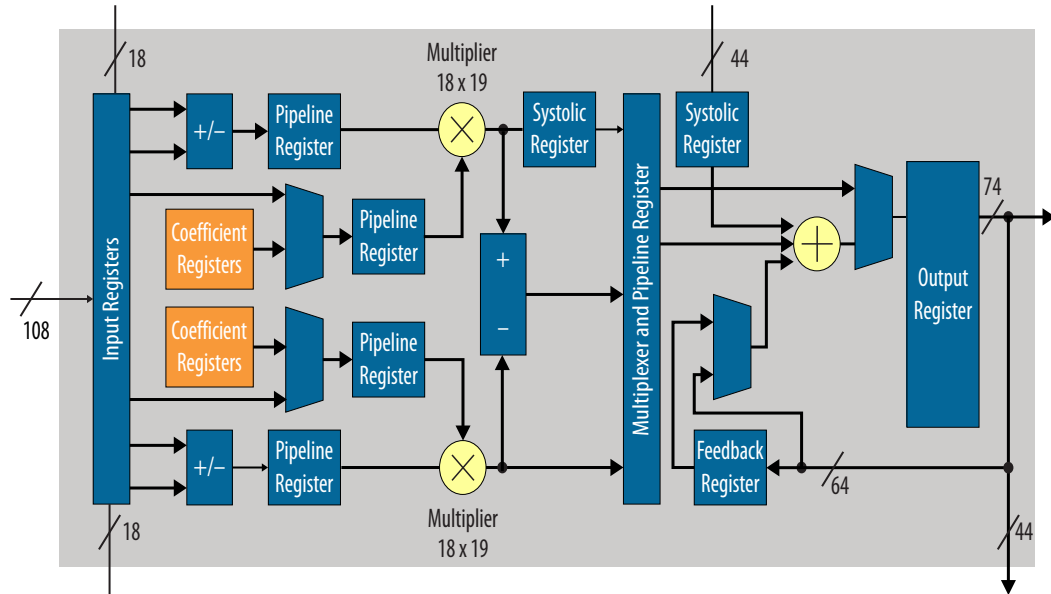 18
44
Multiplier
18 x 19
+/–
Pipeline
Register
Systolic
Register
Systolic
Register
74
Coefficient
Registers
Pipeline
Register
+
Input Registers
108
Multiplexer and Pipeline Register
Output
Register
Coefficient
Registers
–
Pipeline
Register
+/–
Pipeline
Register
Feedback
Register
64
Multiplier
18 x 19
18
44